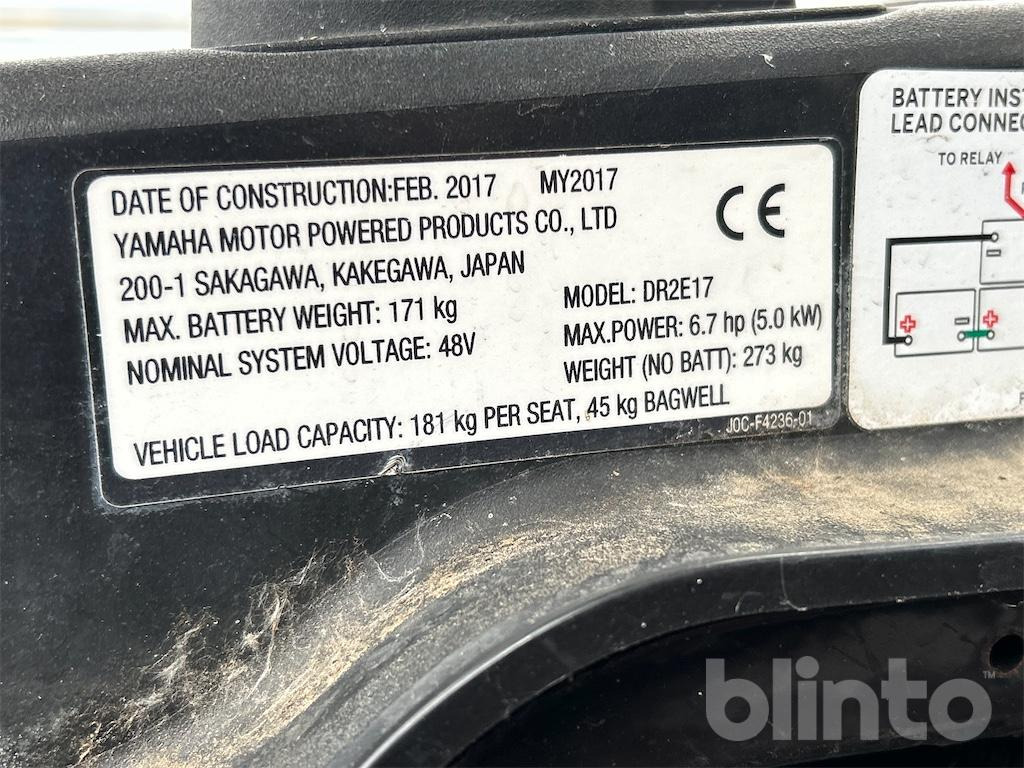 DATE OF CONSTRUCTION:FEB. 2017 MY2017
YAMAHA MOTOR POWERED PRODUCTS CO., LTD
200-1 SAKAGAWA, KAKEGAWA, JAPAN
MAX. BATTERY WEIGHT: 171 kg
NOMINAL SYSTEM VOLTAGE: 48V
CE
MODEL: DR2E17
MAX.POWER: 6.7 hp (5.0 kW)
WEIGHT (NO BATT): 273 kg
VEHICLE LOAD CAPACITY: 181 kg PER SEAT, 45 kg BAGWELL
J0C-F4236-01
BATTERY INST
LEAD CONNEC
TO RELAY
blinto™